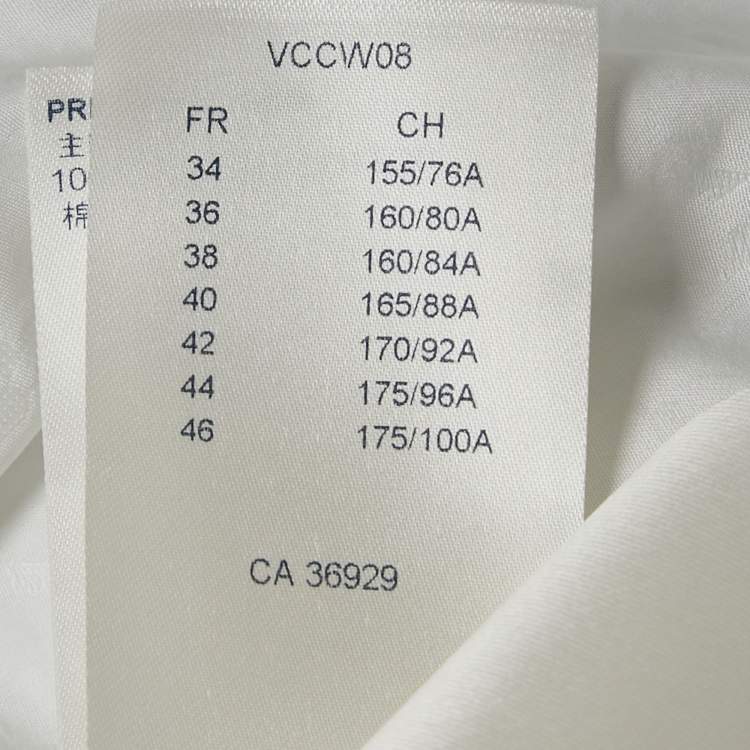 VCCW08
FR CH
34 155/76A
36 160/80A
38 160/84A
40 165/88A
42 170/92A
44 175/96A
46 175/100A
CA 36929
主
10
棉